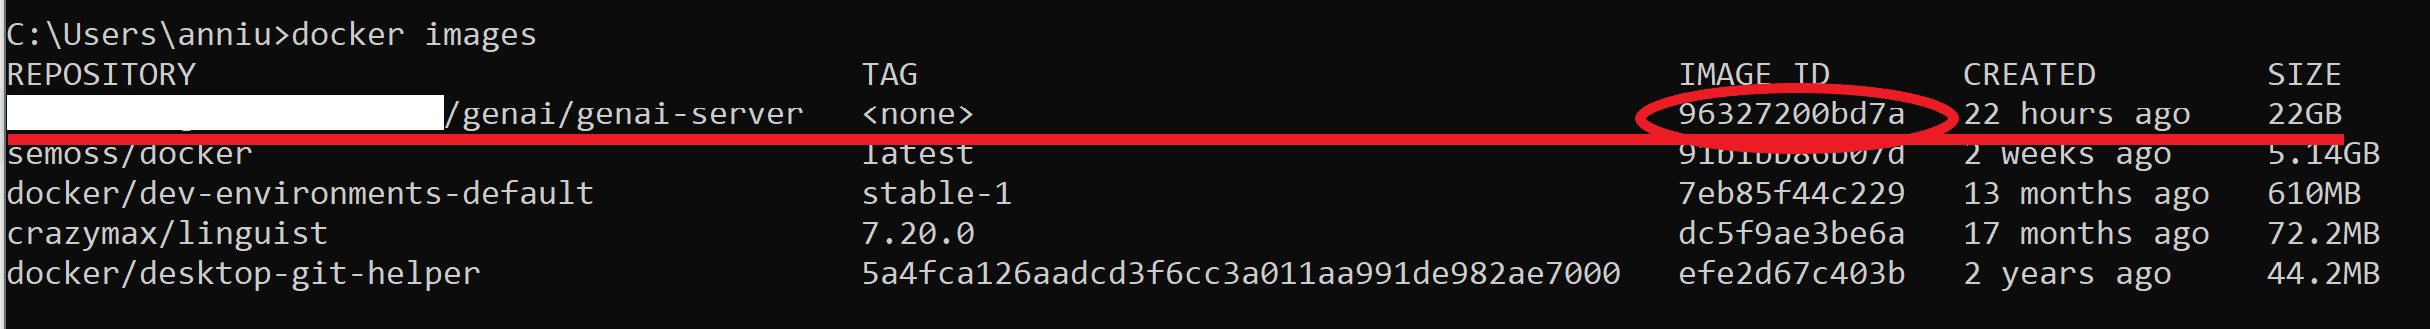 C:\Users\anniu>docker images
REPOSITORY TAG IMAGE ID CREATED SIZE
/genai/genai-server <none> 96327200bd7a 22 hours ago 22GB
semoss/docker latest 2 weeks ago 5.14GB
docker/dev-environments-default stable-1 7eb85f44c229 13 months ago 610MB
crazymax/linguist 7.20.0 dc5f9ae3be6a 17 months ago 72.2MB
docker/desktop-git-helper 5a4fca126aadcd3f6cc3a011aa991de982ae7000 efe2d67c403b 2 years ago 44.2MB